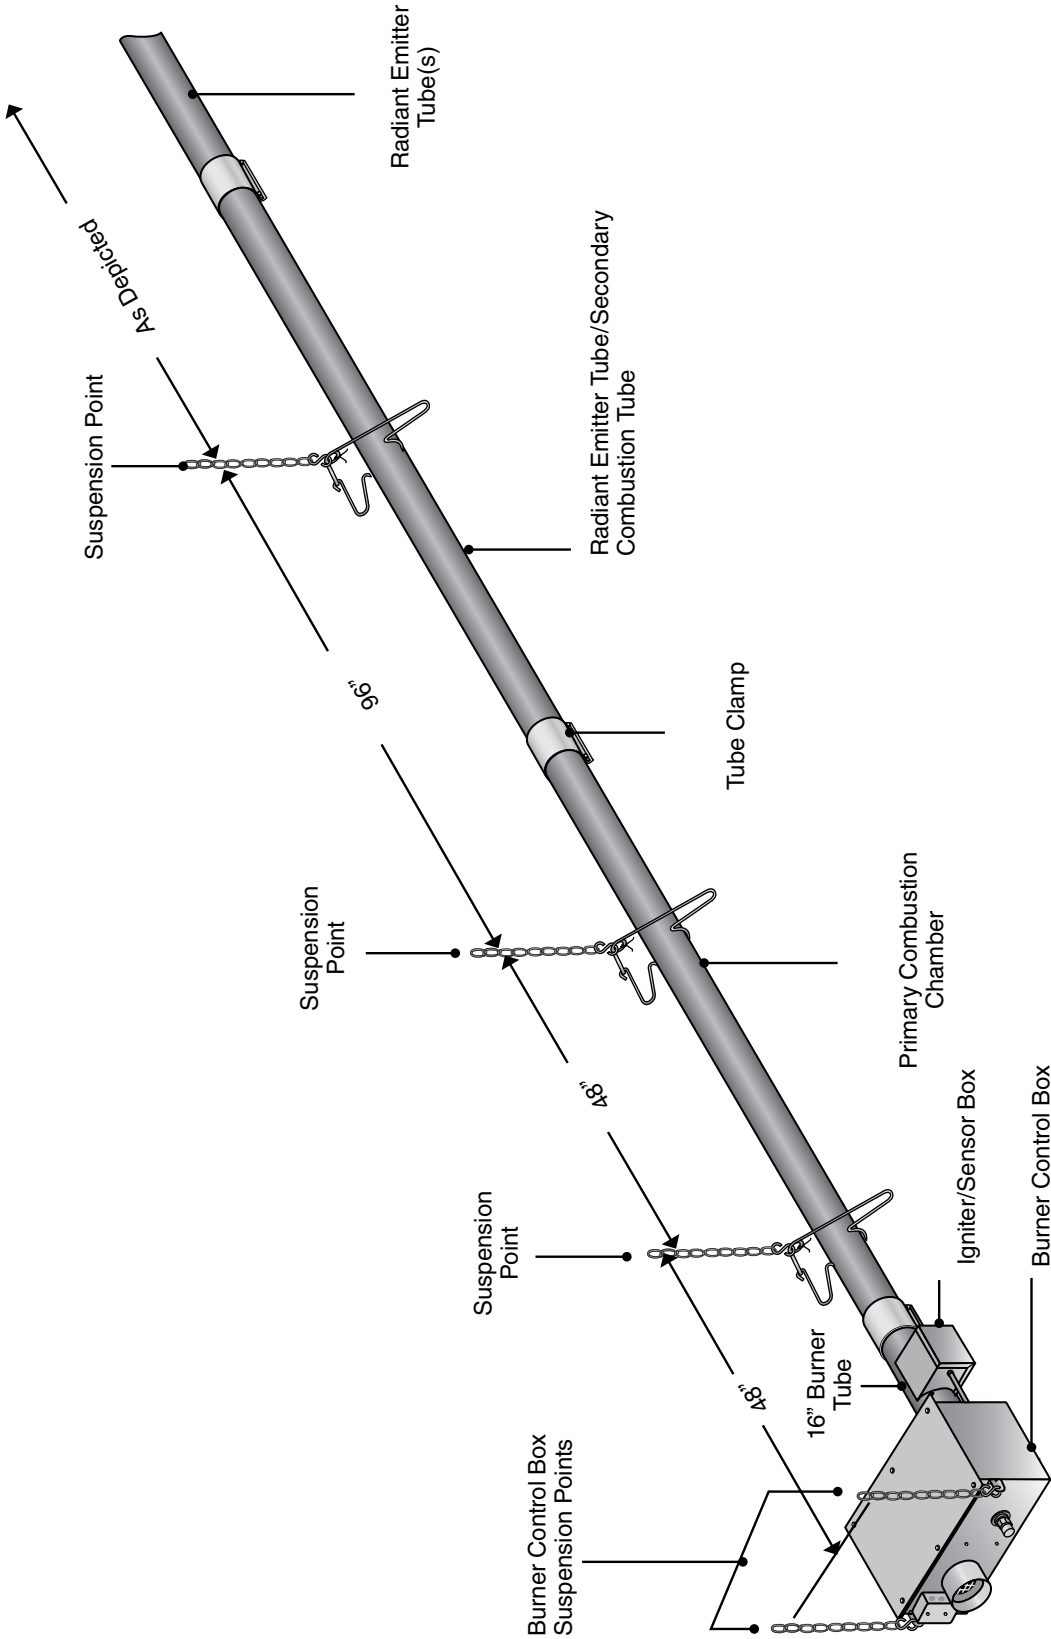 Radiant Emitter
Tube(s)
As Depicted
Suspension Point
Radiant Emitter Tube/Secondary
Combustion Tube
96”
Tube Clamp
Suspension
Point
Primary Combustion
Chamber
48”
Suspension
Point
Igniter/Sensor Box
Burner Control Box
16” Burner
Tube
48”
Burner Control Box
Suspension Points